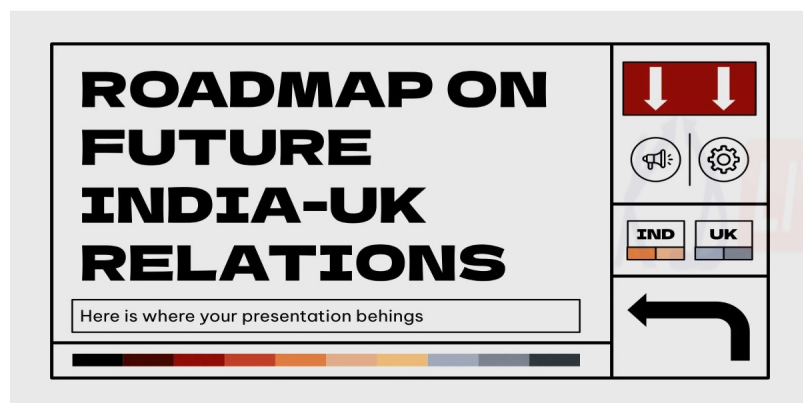 ROADMAP ON
FUTURE
INDIA-UK
RELATIONS
Here is where your presentation behings
IND UK